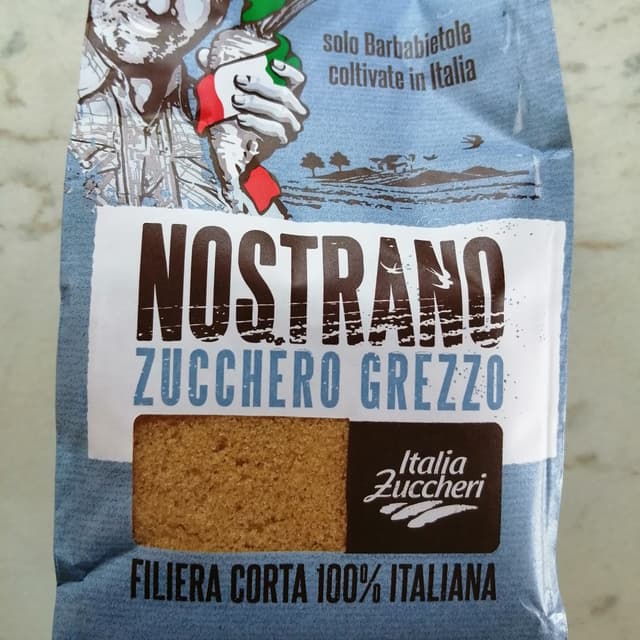 solo Barbabietole
coltivate in Italia
NOSTRANO
ZUCCHERO GREZZO
Italia
Zuccheri
FILIERA CORTA 100% ITALIANA